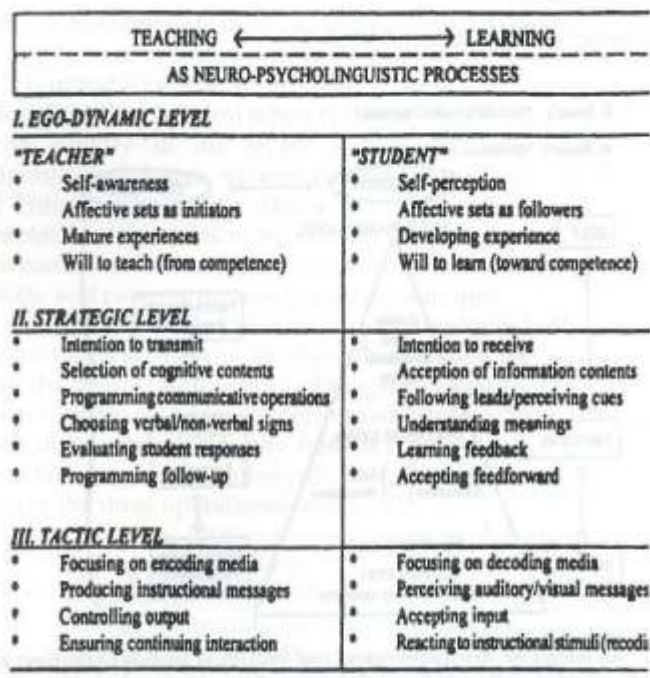 TEACHING ⟷ LEARNING
AS NEURO-PSYCHOLINGUISTIC PROCESSES
I. EGO-DYNAMIC LEVEL
"TEACHER" "STUDENT"
* Self-awareness * Self-perception
* Affective sets as initiators * Affective sets as followers
* Mature experiences * Developing experience
* Will to teach (from competence) * Will to learn (toward competence)
II. STRATEGIC LEVEL
* Intention to transmit * Intention to receive
* Selection of cognitive contents * Acception of information contents
* Programming communicative operations * Following leads/perceiving cues
* Choosing verbal/non-verbal signs * Understanding meanings
* Evaluating student responses * Learning feedback
* Programming follow-up * Accepting feedforward
III. TACTIC LEVEL
* Focusing on encoding media * Focusing on decoding media
* Producing instructional messages * Perceiving auditory/visual messages
* Controlling output * Accepting input
* Ensuring continuing interaction * Reacting to instructional stimuli (recodi